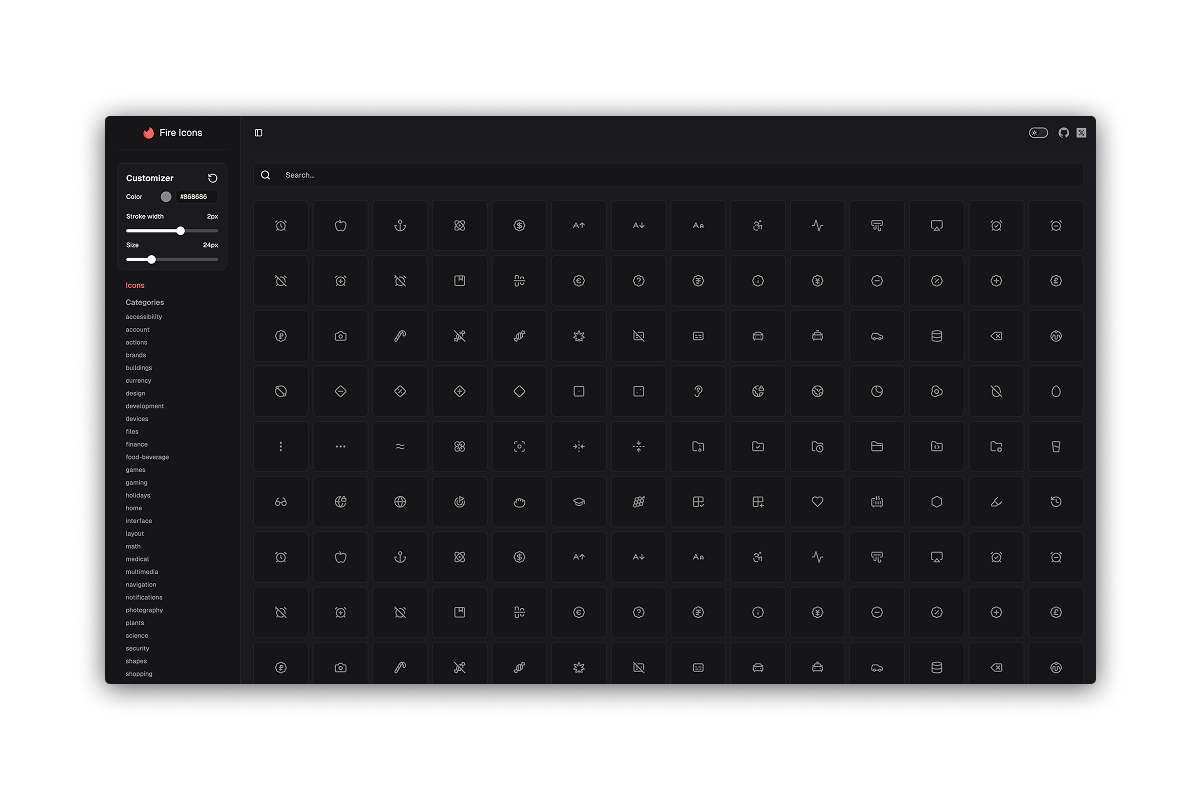 Fire Icons
Customizer
Color #868686
Stroke width 2px
Size 24px
Icons
Categories
accessibility
account
actions
brands
buildings
currency
design
development
devices
files
finance
food-beverage
games
gaming
holidays
home
interface
layout
math
medical
multimedia
navigation
notifications
photography
plants
science
security
shapes
shopping
Search...